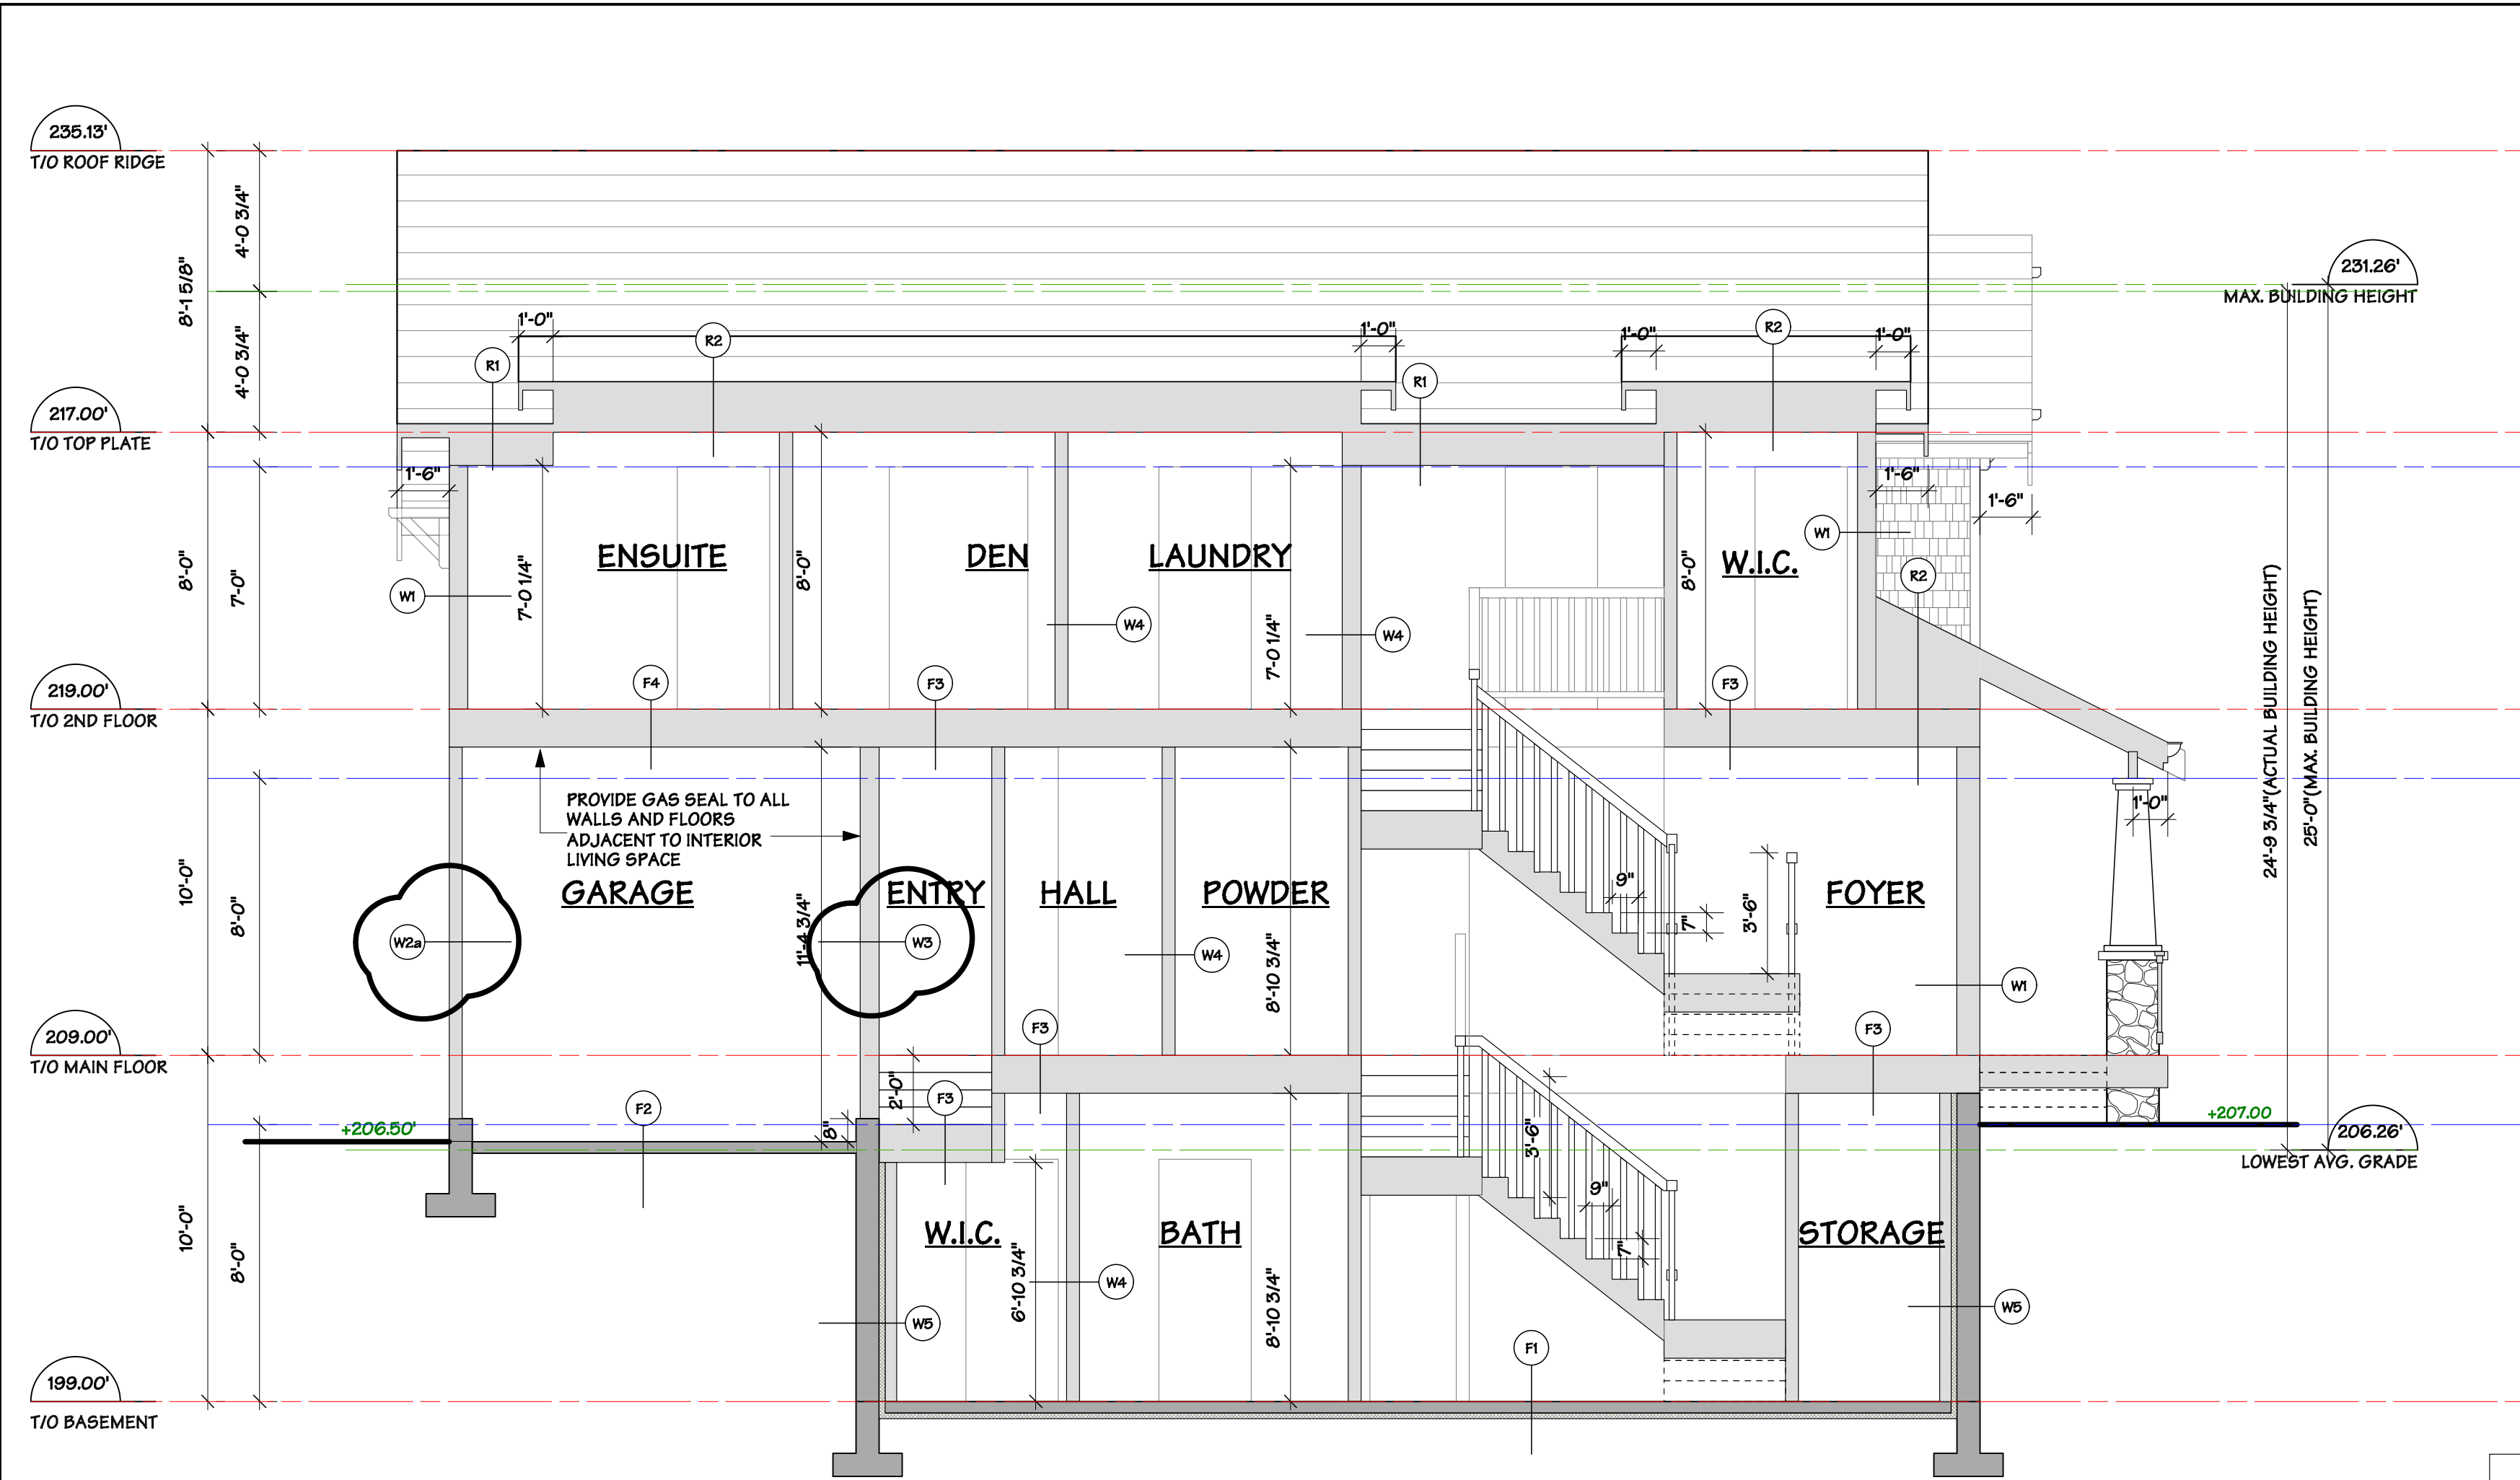 235.13'
T/O ROOF RIDGE
4'-0 3/4"
8'-1 5/8"
4'-0 3/4"
231.26'
MAX. BUILDING HEIGHT
1'-0"
R2
R1
1'-0"
R1
1'-0"
R2
1'-0"
217.00'
T/O TOP PLATE
1'-6"
1'-6"
1'-6"
8'-0"
7'-0"
W1
7'-0 1/4"
ENSUITE
8'-0"
DEN
LAUNDRY
W4
7'-0 1/4"
W4
8'-0"
W.I.C.
W1
R2
24'-9 3/4"(ACTUAL BUILDING HEIGHT)
25'-0"(MAX. BUILDING HEIGHT)
219.00'
T/O 2ND FLOOR
F4
F3
F3
PROVIDE GAS SEAL TO ALL
WALLS AND FLOORS
ADJACENT TO INTERIOR
LIVING SPACE
1'-0"
10'-0"
8'-0"
GARAGE
ENTRY
HALL
POWDER
FOYER
W2a
11'-4 3/4"
W3
W4
8'-10 3/4"
9"
7"
3'-6"
W1
209.00'
T/O MAIN FLOOR
F3
F3
2'-0"
F3
F2
8"
+206.50'
+207.00
206.26'
LOWEST AVG. GRADE
3'-6"
9"
7"
10'-0"
8'-0"
W.I.C.
BATH
STORAGE
6'-10 3/4"
W4
8'-10 3/4"
W5
W5
F1
199.00'
T/O BASEMENT